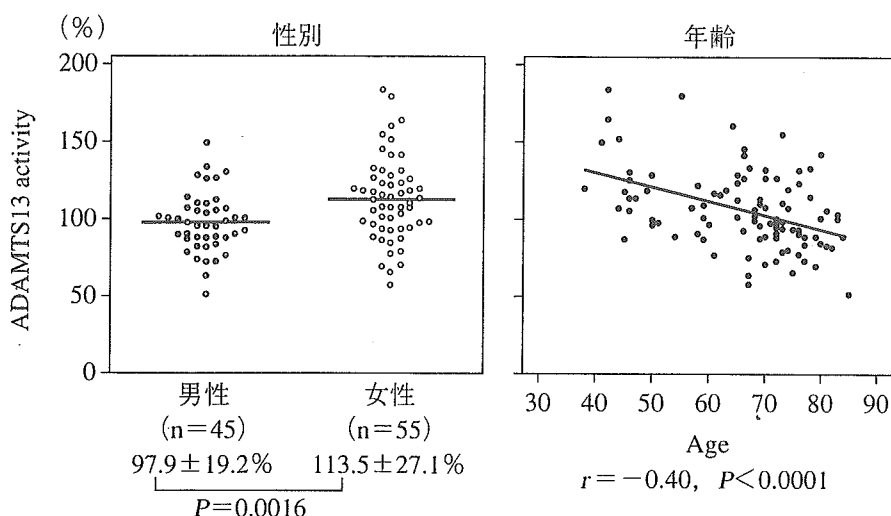 (%)
性別
年齢
ADAMTS13 activity
200
150
100
50
0
男性
女性
(n=45)
(n=55)
97.9±19.2%
113.5±27.1%
P=0.0016
30 40 50 60 70 80 90
Age
r=−0.40, P<0.0001